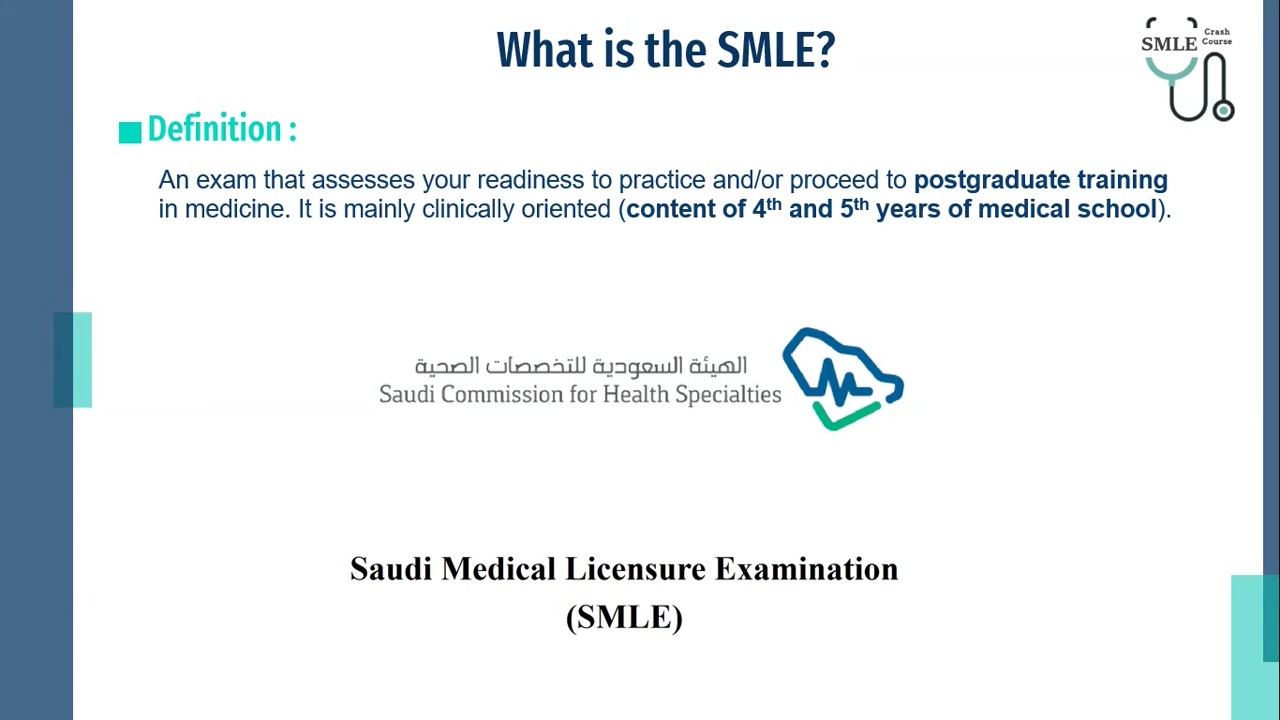 What is the SMLE?
SMLE Crash Course
Definition :
An exam that assesses your readiness to practice and/or proceed to postgraduate training
in medicine. It is mainly clinically oriented (content of 4th and 5th years of medical school).
الهيئة السعودية للتخصصات الصحية
Saudi Commission for Health Specialties
Saudi Medical Licensure Examination
(SMLE)